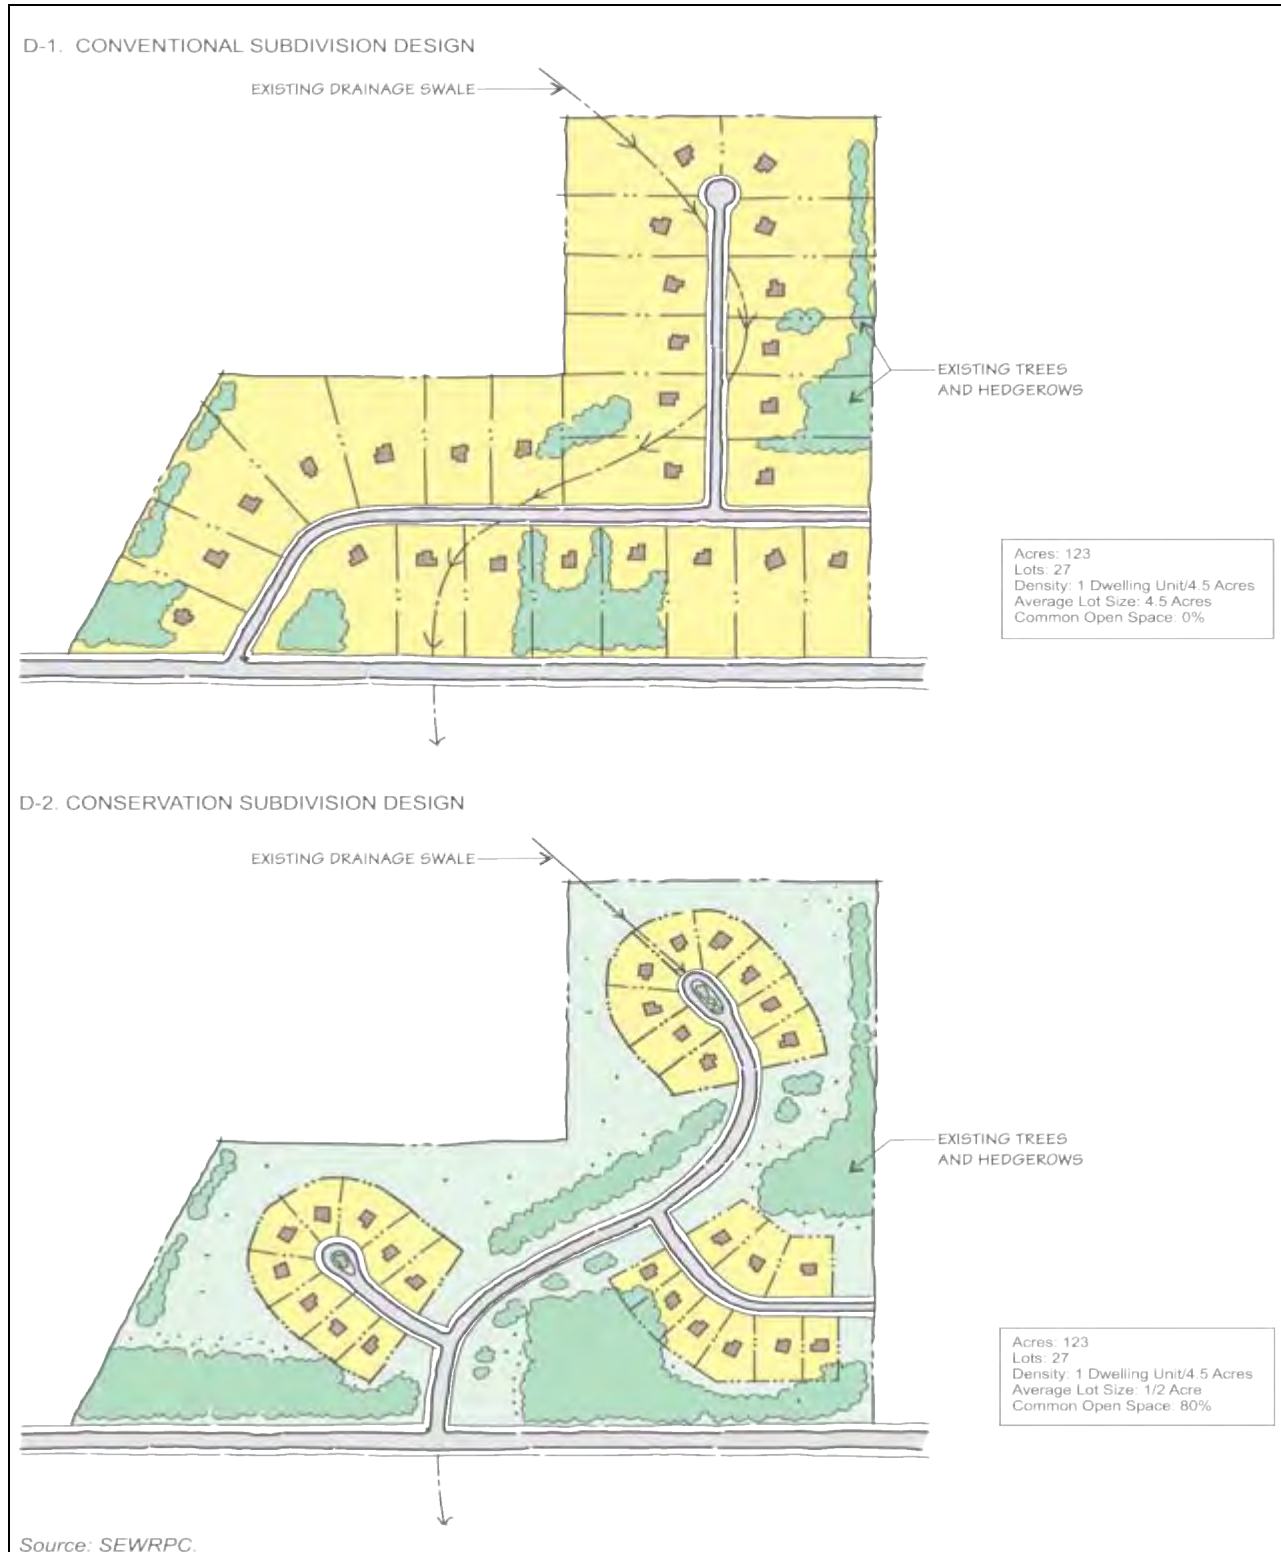 D-1. CONVENTIONAL SUBDIVISION DESIGN
EXISTING DRAINAGE SWALE
EXISTING TREES
AND HEDGEROWS
Acres: 123
Lots: 27
Density: 1 Dwelling Unit/4.5 Acres
Average Lot Size: 4.5 Acres
Common Open Space: 0%
D-2. CONSERVATION SUBDIVISION DESIGN
EXISTING DRAINAGE SWALE
EXISTING TREES
AND HEDGEROWS
Acres: 123
Lots: 27
Density: 1 Dwelling Unit/4.5 Acres
Average Lot Size: 1/2 Acre
Common Open Space: 80%
Source: SEWRPC.